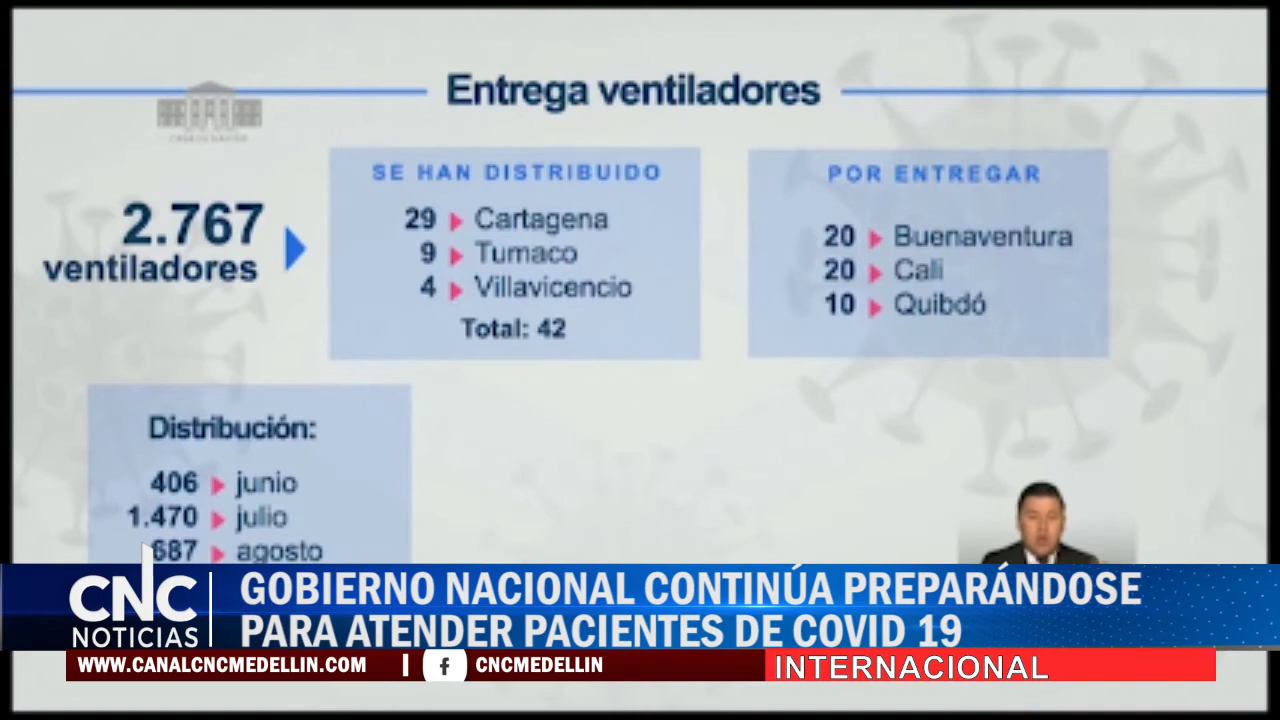 Entrega ventiladores
2.767
ventiladores
SE HAN DISTRIBUIDO
29 Cartagena
9 Tumaco
4 Villavicencio
Total: 42
POR ENTREGAR
20 Buenaventura
20 Cali
10 Quibdó
Distribución:
406 junio
1.470 julio
687 agosto
CNC
NOTICIAS
GOBIERNO NACIONAL CONTINÚA PREPARÁNDOSE
PARA ATENDER PACIENTES DE COVID 19
WWW.CANALCNCMEDELLIN.COM
CNCMEDELLIN
INTERNACIONAL